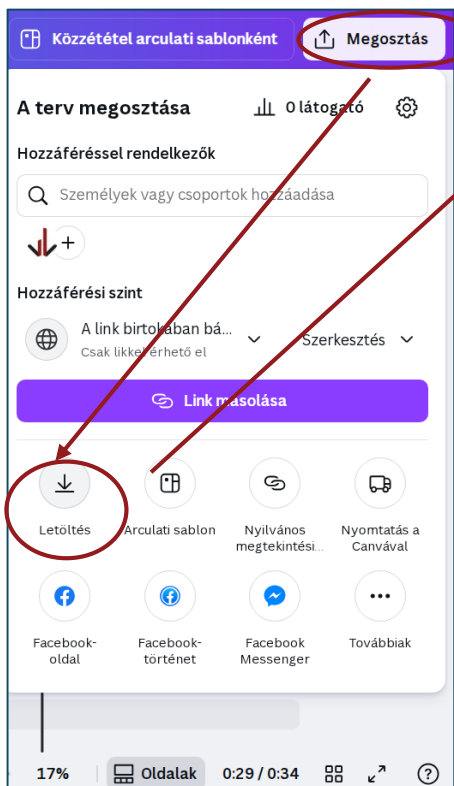 Közzététel arculati sablonként
Megosztás
A terv megosztása
0 látogató
Hozzáféréssel rendelkezők
Személyek vagy csoportok hozzáadása
Hozzáférési szint
A link birtokában bá...
Csak likkel érhető el
Szerkesztés
Link másolása
Letöltés
Arculati sablon
Nyilvános
megtekintési...
Nyomtatás a
Canvával
Facebook-
oldal
Facebook-
történet
Facebook
Messenger
Továbbiak
17%
Oldalak
0:29 / 0:34